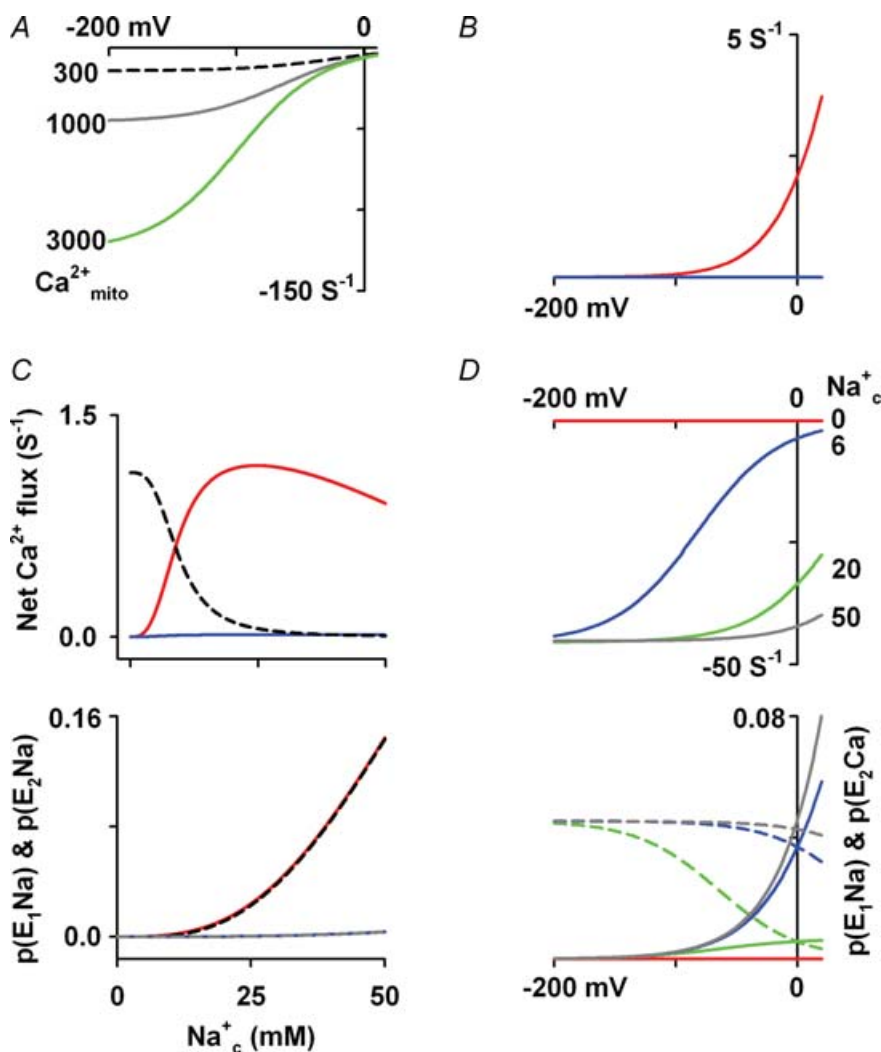 A
-200 mV 0
300
1000
3000
Ca²⁺mito
-150 S⁻¹
B
5 S⁻¹
-200 mV 0
C
1.5
Net Ca²⁺ flux (S⁻¹)
0.0
0.16
p(E₁Na) & p(E₂Na)
0.0
0 25 50
Na⁺c (mM)
D
-200 mV 0
Na⁺c
0
6
20
50
-50 S⁻¹
0.08
p(E₁Na) & p(E₂Ca)
-200 mV 0